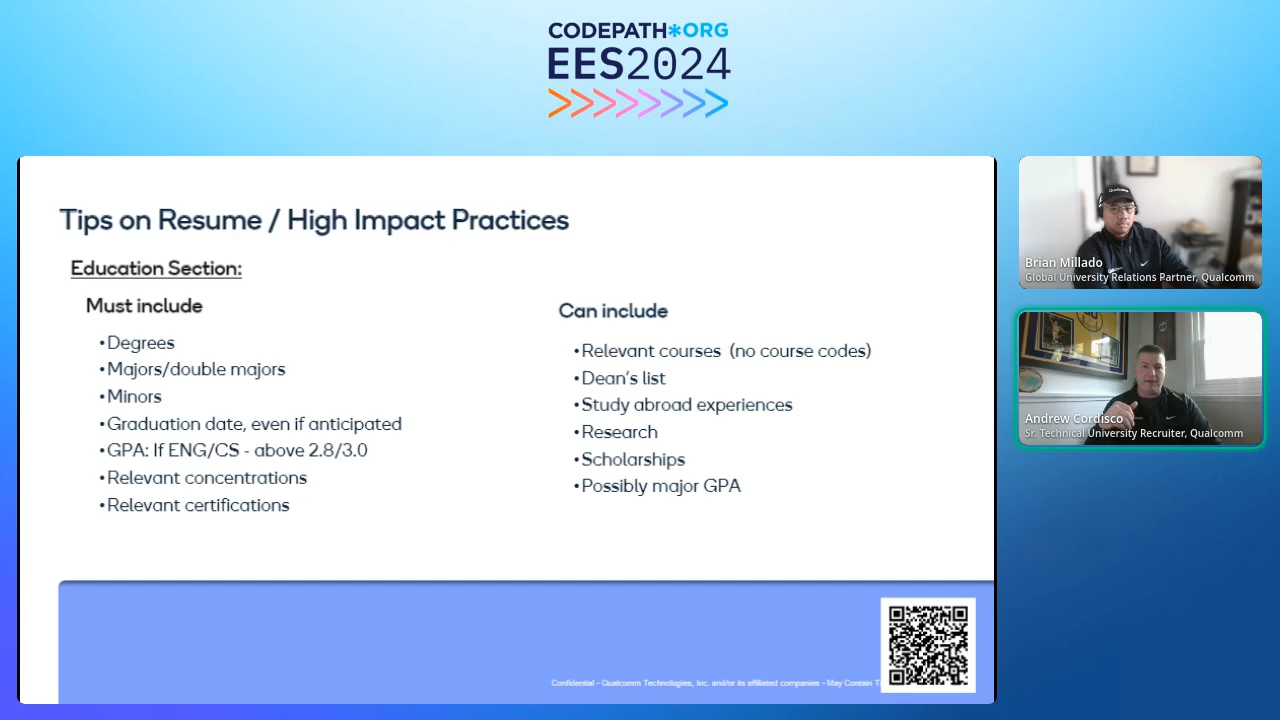 CODEPATH*ORG
EES2024
Tips on Resume / High Impact Practices
Education Section:
Must include
•Degrees
•Majors/double majors
•Minors
•Graduation date, even if anticipated
•GPA: If ENG/CS - above 2.8/3.0
•Relevant concentrations
•Relevant certifications
Can include
•Relevant courses (no course codes)
•Dean's list
•Study abroad experiences
•Research
•Scholarships
•Possibly major GPA
Confidential – Qualcomm Technologies, Inc. and/or its affiliated companies – May Contain T
Qualcomm
Brian Millado
Global University Relations Partner, Qualcomm
Andrew Cordisco
Sr. Technical University Recruiter, Qualcomm